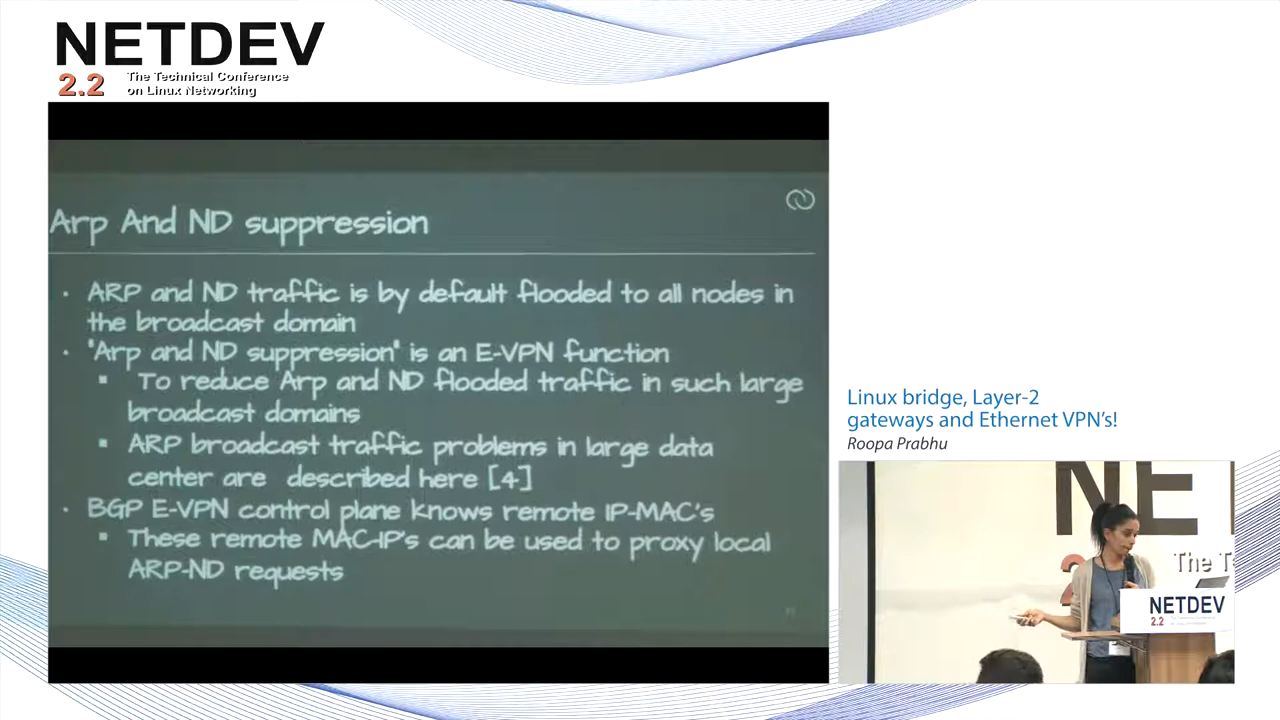 NETDEV
2.2
The Technical Conference
on Linux Networking
Arp And ND suppression
• ARP and ND traffic is by default flooded to all nodes in
the broadcast domain
• "Arp and ND suppression" is an E-VPN function
▪ To reduce Arp and ND flooded traffic in such large
broadcast domains
▪ ARP broadcast traffic problems in large data
center are described here [4]
• BGP E-VPN control plane knows remote IP-MAC's
▪ These remote MAC-IP's can be used to proxy local
ARP-ND requests
Linux bridge, Layer-2
gateways and Ethernet VPN's!
Roopa Prabhu
NE
The T
NETDEV
2.2